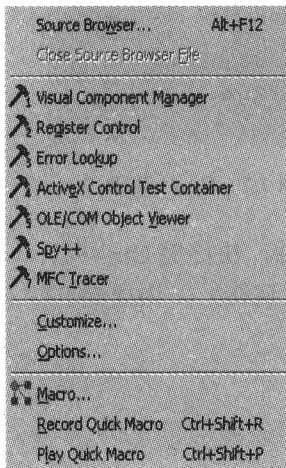 Source Browser... Alt+F12
Close Source Browser File
Visual Component Manager
Register Control
Error Lookup
ActiveX Control Test Container
OLE/COM Object Viewer
Spy++
MFC Tracer
Customize...
Options...
Macro...
Record Quick Macro Ctrl+Shift+R
Play Quick Macro Ctrl+Shift+P